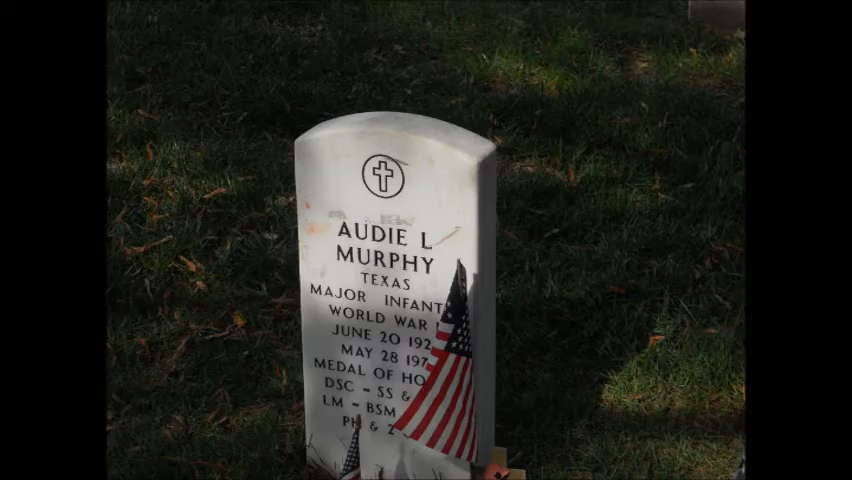 AUDIE L
MURPHY
TEXAS
MAJOR INFANT
WORLD WAR
JUNE 20 192
MAY 28 197
MEDAL OF HO
DSC - SS &
LM - BSM
PH & 2